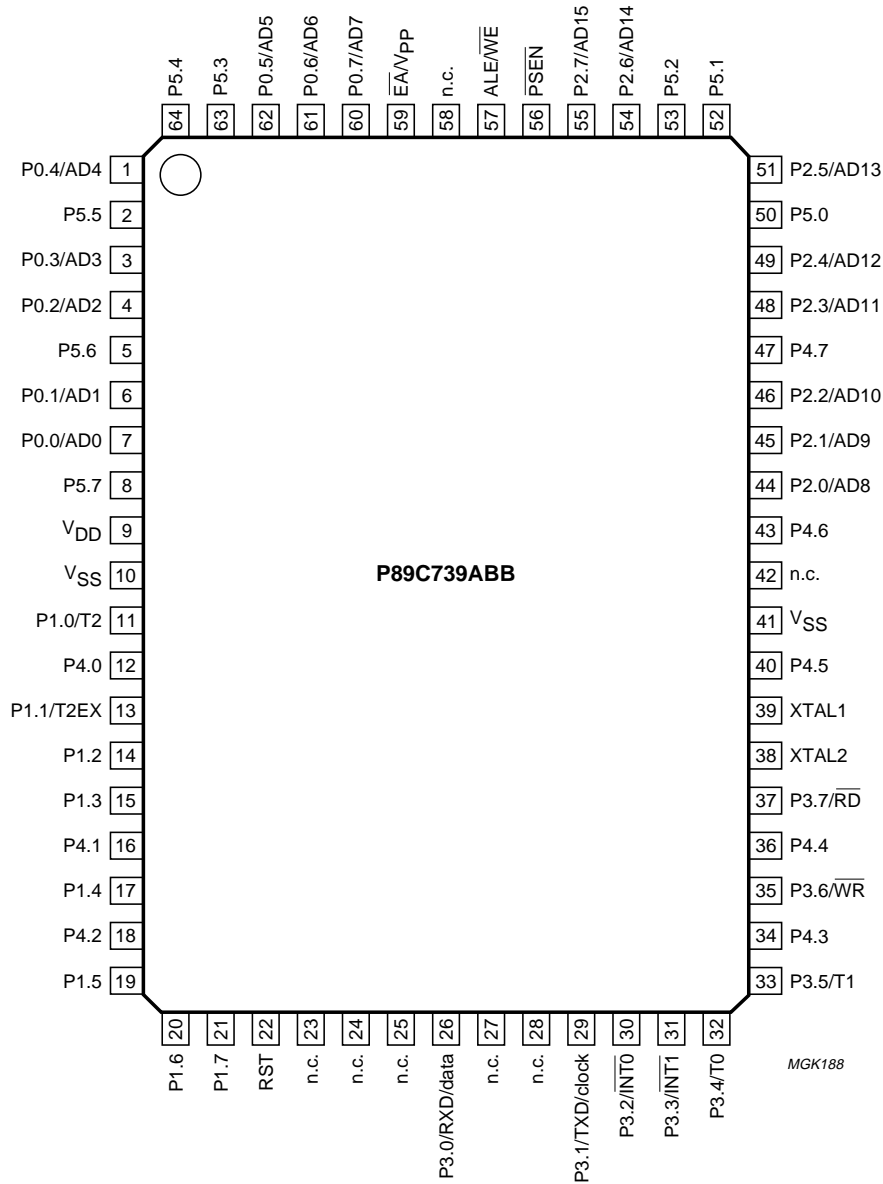 P5.4
P5.3
P0.5/AD5
P0.6/AD6
P0.7/AD7
E̅A̅/VPP
n.c.
ALE/W̅E̅
P̅S̅E̅N̅
P2.7/AD15
P2.6/AD14
P5.2
P5.1
64
63
62
61
60
59
58
57
56
55
54
53
52
P0.4/AD4 1
P5.5 2
P0.3/AD3 3
P0.2/AD2 4
P5.6 5
P0.1/AD1 6
P0.0/AD0 7
P5.7 8
VDD 9
VSS 10
P1.0/T2 11
P4.0 12
P1.1/T2EX 13
P1.2 14
P1.3 15
P4.1 16
P1.4 17
P4.2 18
P1.5 19
P89C739ABB
51 P2.5/AD13
50 P5.0
49 P2.4/AD12
48 P2.3/AD11
47 P4.7
46 P2.2/AD10
45 P2.1/AD9
44 P2.0/AD8
43 P4.6
42 n.c.
41 VSS
40 P4.5
39 XTAL1
38 XTAL2
37 P3.7/R̅D̅
36 P4.4
35 P3.6/W̅R̅
34 P4.3
33 P3.5/T1
20
21
22
23
24
25
26
27
28
29
30
31
32
P1.6
P1.7
RST
n.c.
n.c.
n.c.
P3.0/RXD/data
n.c.
n.c.
P3.1/TXD/clock
P3.2/I̅N̅T̅0̅
P3.3/I̅N̅T̅1̅
P3.4/T0
MGK188